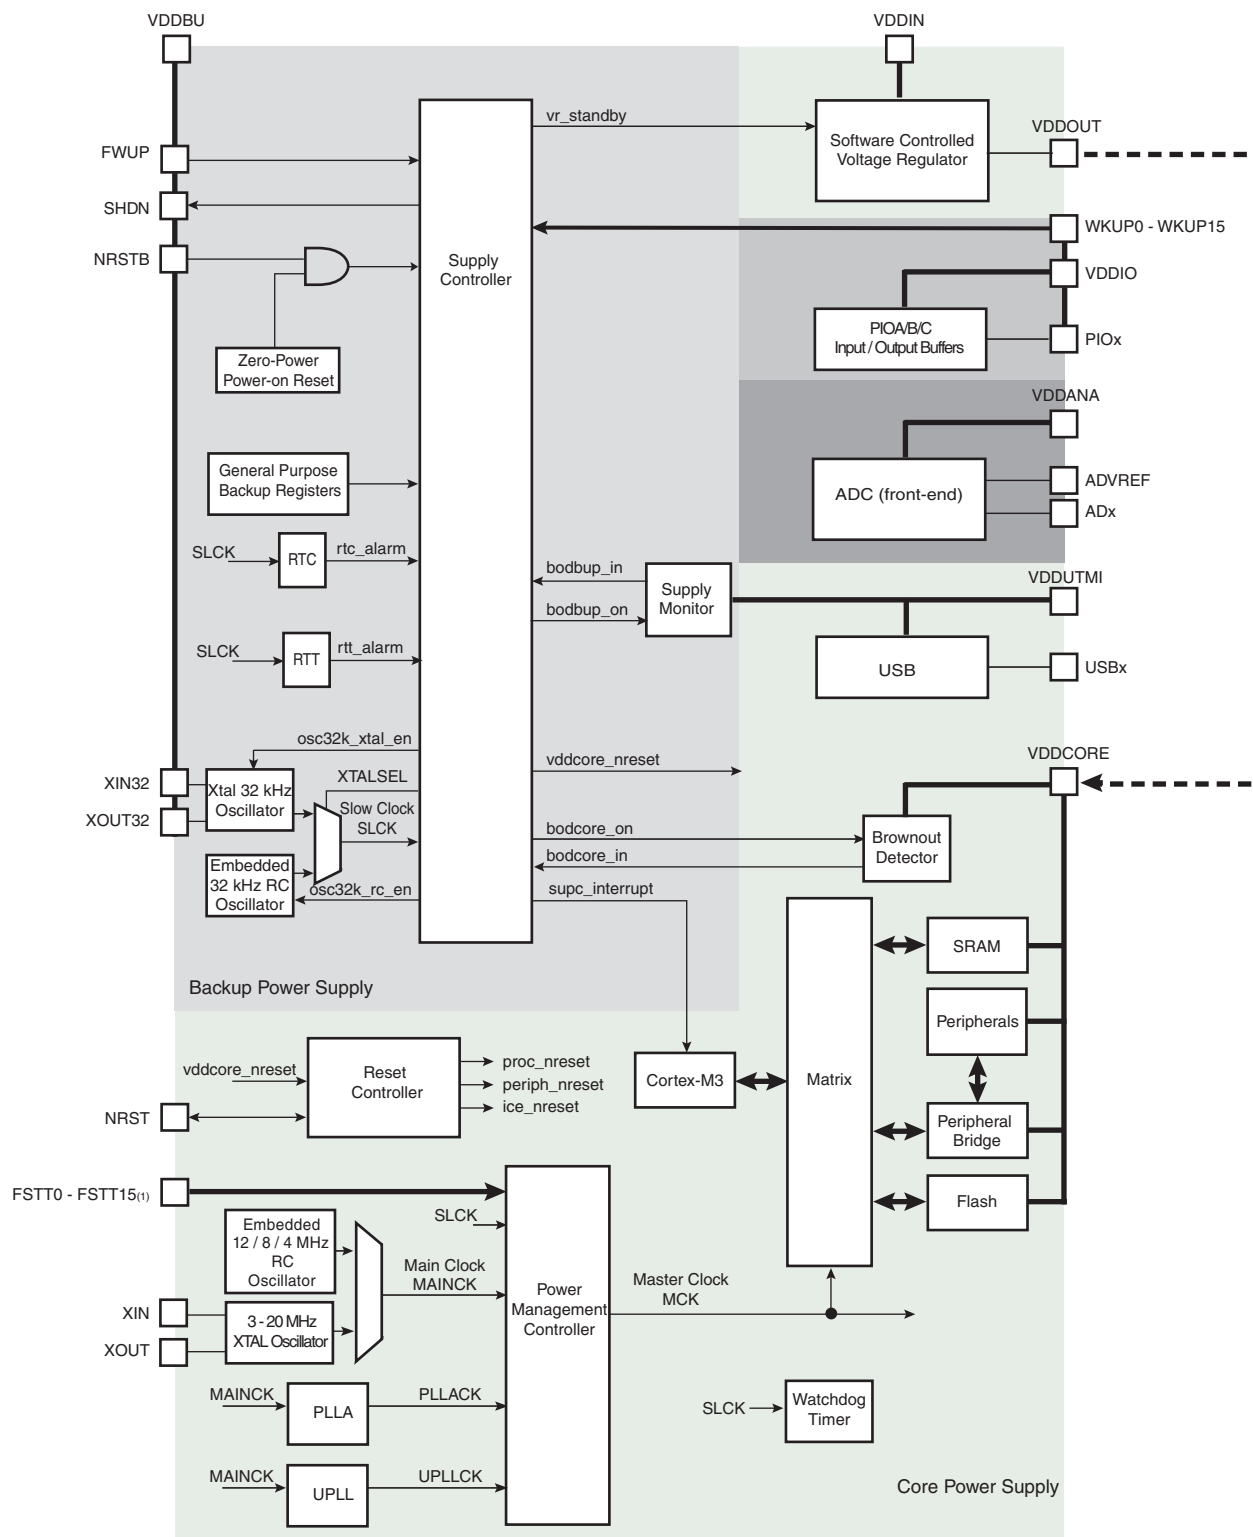 VDDBU
VDDIN
vr_standby
Software Controlled
Voltage Regulator
VDDOUT
FWUP
SHDN
NRSTB
Supply
Controller
WKUP0 - WKUP15
VDDIO
PIOA/B/C
Input / Output Buffers
PIOx
Zero-Power
Power-on Reset
VDDANA
General Purpose
Backup Registers
ADC (front-end)
ADVREF
ADx
SLCK
RTC
rtc_alarm
bodbup_in
Supply
Monitor
bodbup_on
VDDUTMI
SLCK
RTT
rtt_alarm
USB
USBx
osc32k_xtal_en
vddcore_nreset
VDDCORE
XIN32
Xtal 32 kHz
Oscillator
XTALSEL
Slow Clock
SLCK
XOUT32
bodcore_on
Brownout
Detector
bodcore_in
Embedded
32 kHz RC
Oscillator
osc32k_rc_en
supc_interrupt
SRAM
Backup Power Supply
Peripherals
vddcore_nreset
Reset
Controller
proc_nreset
periph_nreset
ice_nreset
Cortex-M3
Matrix
NRST
Peripheral
Bridge
FSTT0 - FSTT15(1)
SLCK
Flash
Embedded
12 / 8 / 4 MHz
RC
Oscillator
Main Clock
MAINCK
Power
Management
Controller
Master Clock
MCK
XIN
3 - 20 MHz
XTAL Oscillator
XOUT
MAINCK
PLLA
PLLACK
SLCK
Watchdog
Timer
MAINCK
UPLL
UPLLCK
Core Power Supply